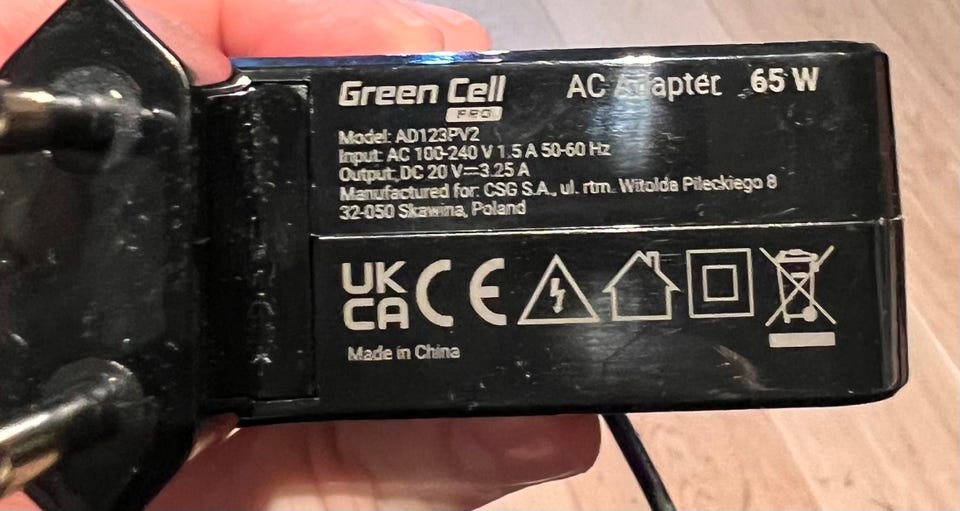 Green Cell
PRO
AC Adapter 65 W
Model: AD123PV2
Input: AC 100-240 V 1.5 A 50-60 Hz
Output: DC 20 V⎓3.25 A
Manufactured for: CSG S.A., ul. rtm. Witolda Pileckiego 8
32-050 Skawina, Poland
UK
CA CE
Made in China